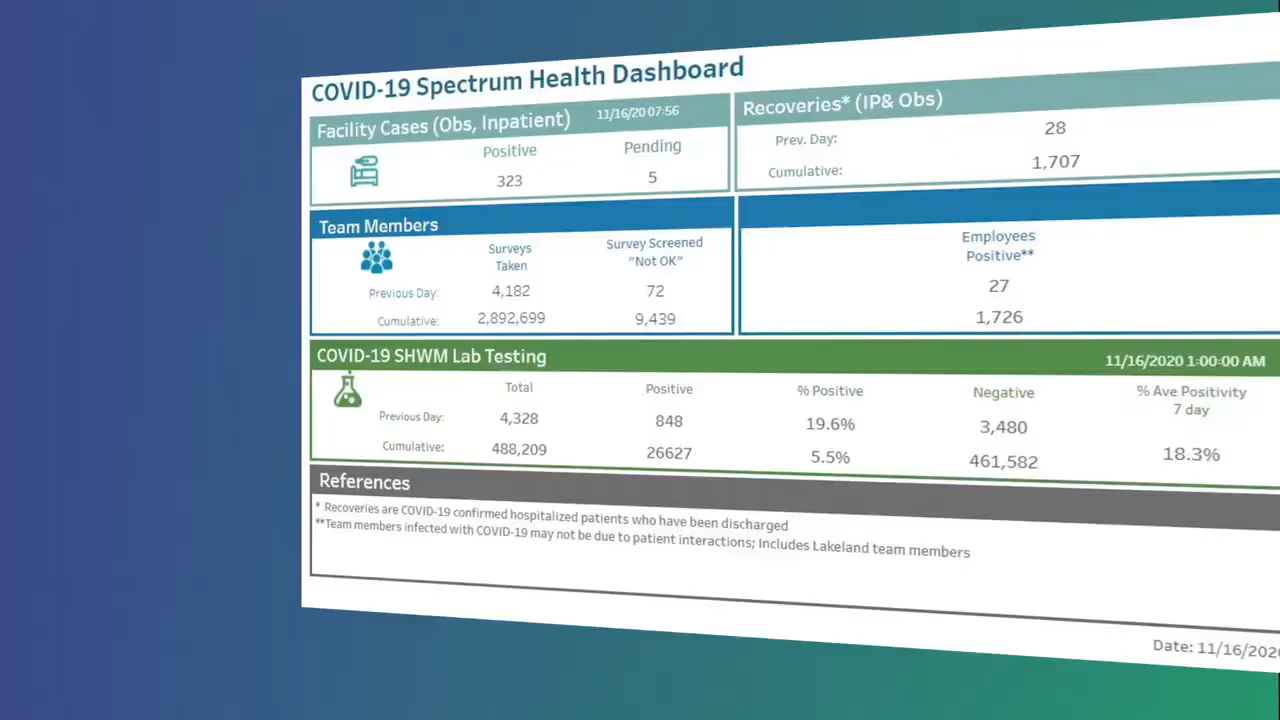 COVID-19 Spectrum Health Dashboard
Facility Cases (Obs, Inpatient) 11/16/20 07:56
Positive Pending
323 5
Recoveries* (IP& Obs)
Prev. Day: 28
Cumulative: 1,707
Team Members
Surveys Taken Survey Screened "Not OK"
Previous Day: 4,182 72
Cumulative: 2,892,699 9,439
Employees
Positive**
27
1,726
COVID-19 SHWM Lab Testing 11/16/2020 1:00:00 AM
Total Positive % Positive Negative % Ave Positivity 7 day
Previous Day: 4,328 848 19.6% 3,480
Cumulative: 488,209 26627 5.5% 461,582 18.3%
References
* Recoveries are COVID-19 confirmed hospitalized patients who have been discharged
**Team members infected with COVID-19 may not be due to patient interactions; Includes Lakeland team members
Date: 11/16/202